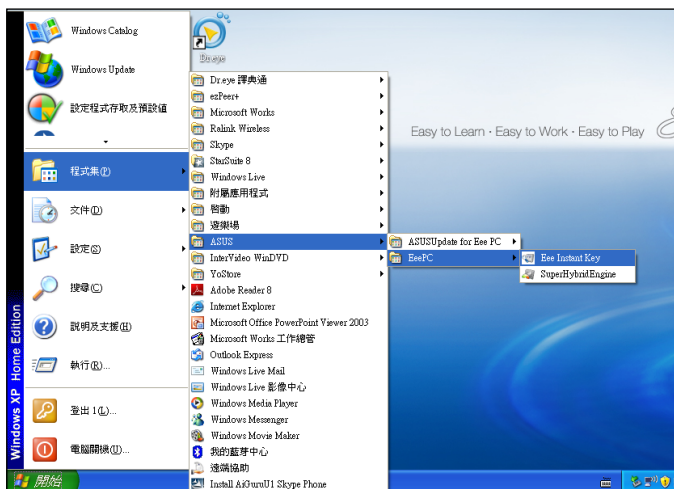 Windows Catalog
Windows Update
設定程式存取及預設値
程式集(P)
文件(D)
設定(S)
搜尋(C)
說明及支援(H)
執行(R)...
登出 1(L)...
電腦關機(U)...
Windows XP Home Edition
開始
Dr.eye
Dr.eye 譯典通
ezPeer+
Microsoft Works
Ralink Wireless
Skype
StarSuite 8
Windows Live
附屬應用程式
啓動
遊樂場
ASUS
InterVideo WinDVD
YoStore
Adobe Reader 8
Internet Explorer
Microsoft Office PowerPoint Viewer 2003
Microsoft Works 工作總管
Outlook Express
Windows Live Mail
Windows Live 影像中心
Windows Media Player
Windows Messenger
Windows Movie Maker
我的藍芽中心
遠端協助
Install AiGuruU1 Skype Phone
ASUSUpdate for Eee PC
EeePC
Eee Instant Key
SuperHybridEngine
Easy to Learn · Easy to Work · Easy to Play